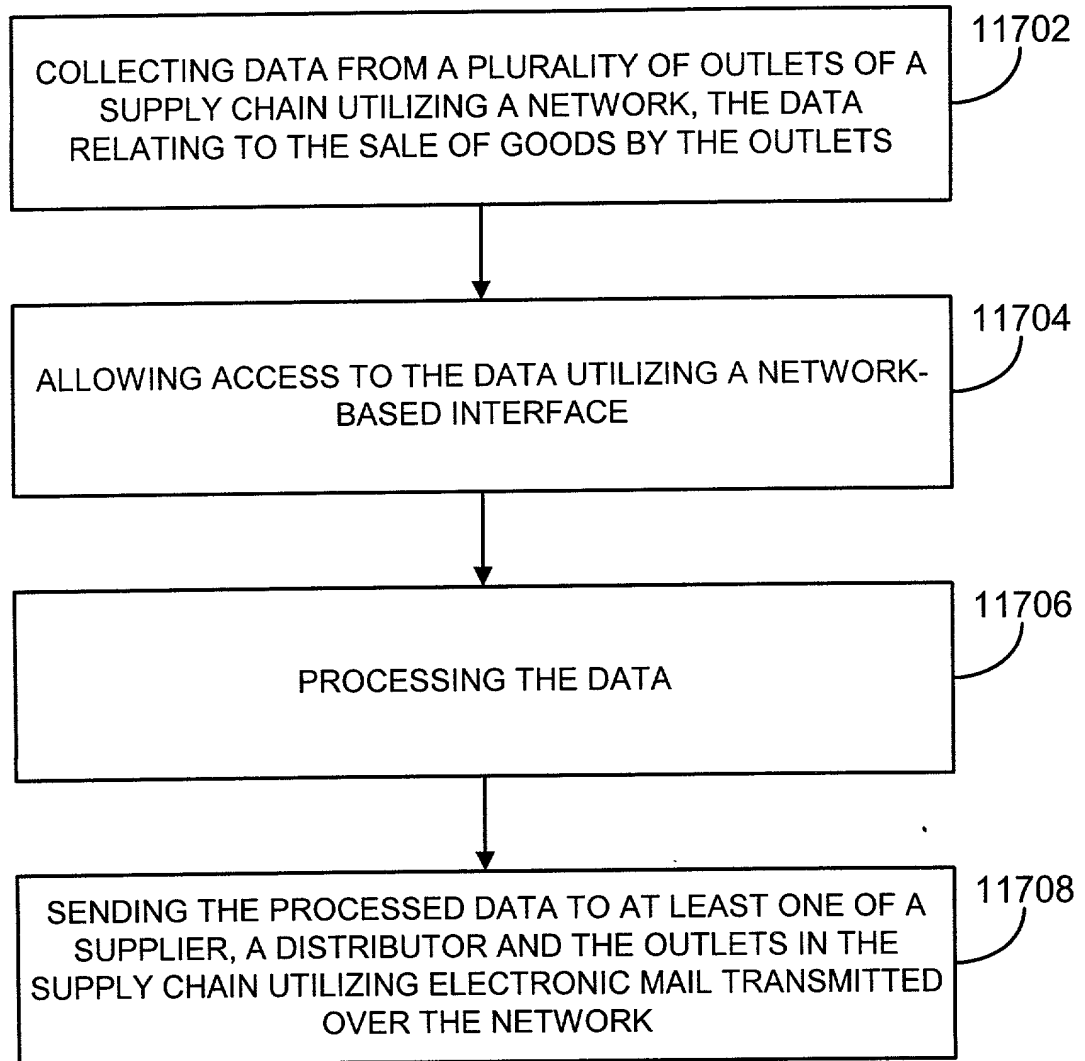 11702
COLLECTING DATA FROM A PLURALITY OF OUTLETS OF A
SUPPLY CHAIN UTILIZING A NETWORK, THE DATA
RELATING TO THE SALE OF GOODS BY THE OUTLETS
11704
ALLOWING ACCESS TO THE DATA UTILIZING A NETWORK-
BASED INTERFACE
11706
PROCESSING THE DATA
11708
SENDING THE PROCESSED DATA TO AT LEAST ONE OF A
SUPPLIER, A DISTRIBUTOR AND THE OUTLETS IN THE
SUPPLY CHAIN UTILIZING ELECTRONIC MAIL TRANSMITTED
OVER THE NETWORK